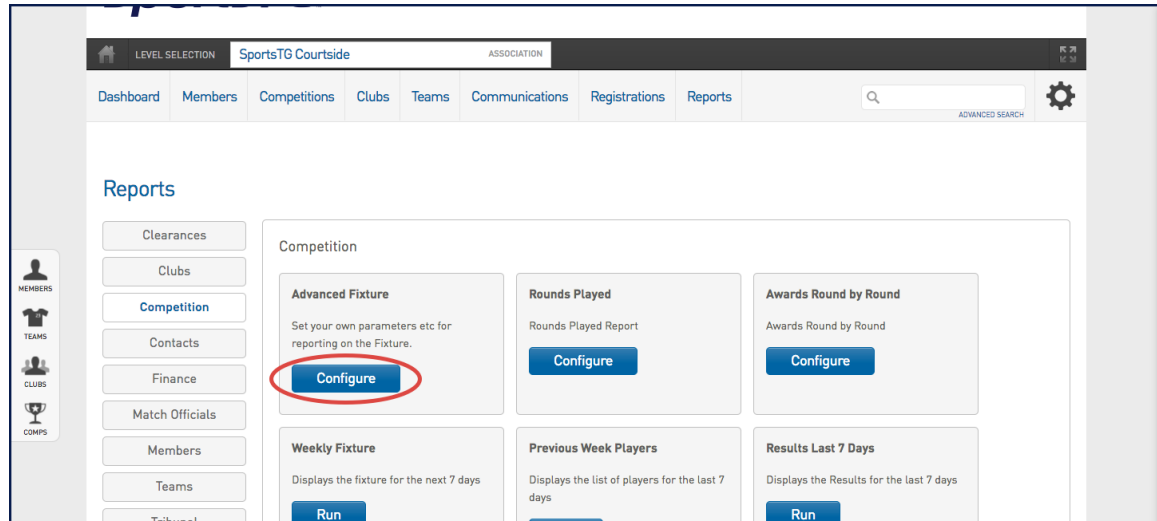 LEVEL SELECTION SportsTG Courtside ASSOCIATION
Dashboard Members Competitions Clubs Teams Communications Registrations Reports
ADVANCED SEARCH
Reports
Clearances
Clubs
Competition
Contacts
Finance
Match Officials
Members
Teams
MEMBERS
TEAMS
CLUBS
COMPS
Competition
Advanced Fixture
Set your own parameters etc for
reporting on the Fixture.
Configure
Rounds Played
Rounds Played Report
Configure
Awards Round by Round
Awards Round by Round
Configure
Weekly Fixture
Displays the fixture for the next 7 days
Run
Previous Week Players
Displays the list of players for the last 7
days
Results Last 7 Days
Displays the Results for the last 7 days
Run